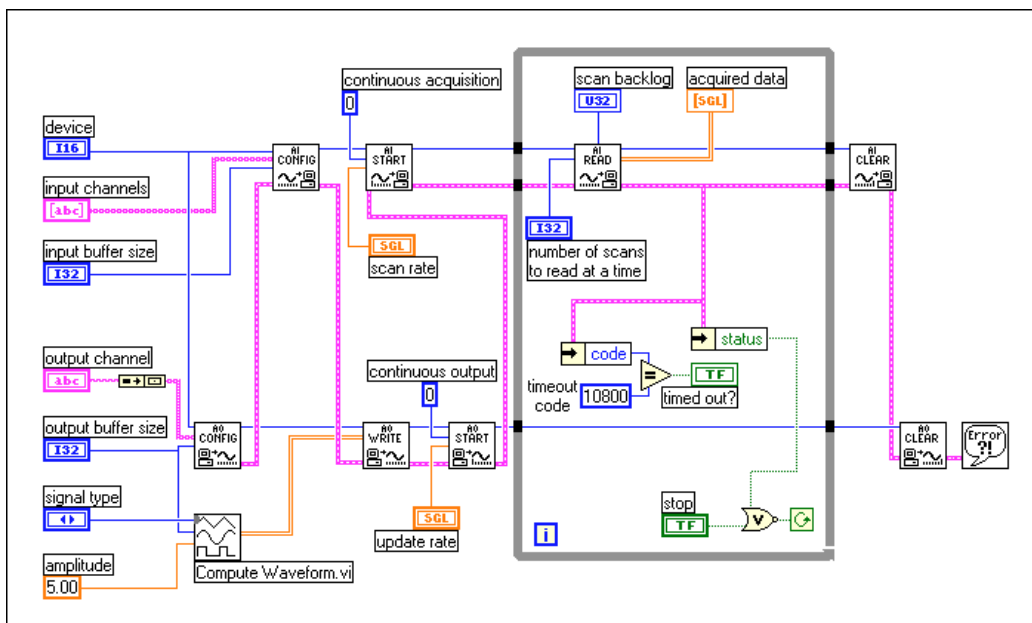 continuous acquisition
0
scan backlog
U32
acquired data
[SGL]
device
I16
AI
CONFIG
AI
START
AI
READ
AI
CLEAR
input channels
[abc]
input buffer size
I32
SGL
scan rate
I32
number of scans
to read at a time
output channel
abc
continuous output
0
code
status
timeout
code
10800
=
TF
timed out?
output buffer size
I32
AO
CONFIG
AO
WRITE
AO
START
AO
CLEAR
Error
?!
signal type
SGL
update rate
stop
TF
V
i
amplitude
5.00
Compute Waveform.vi